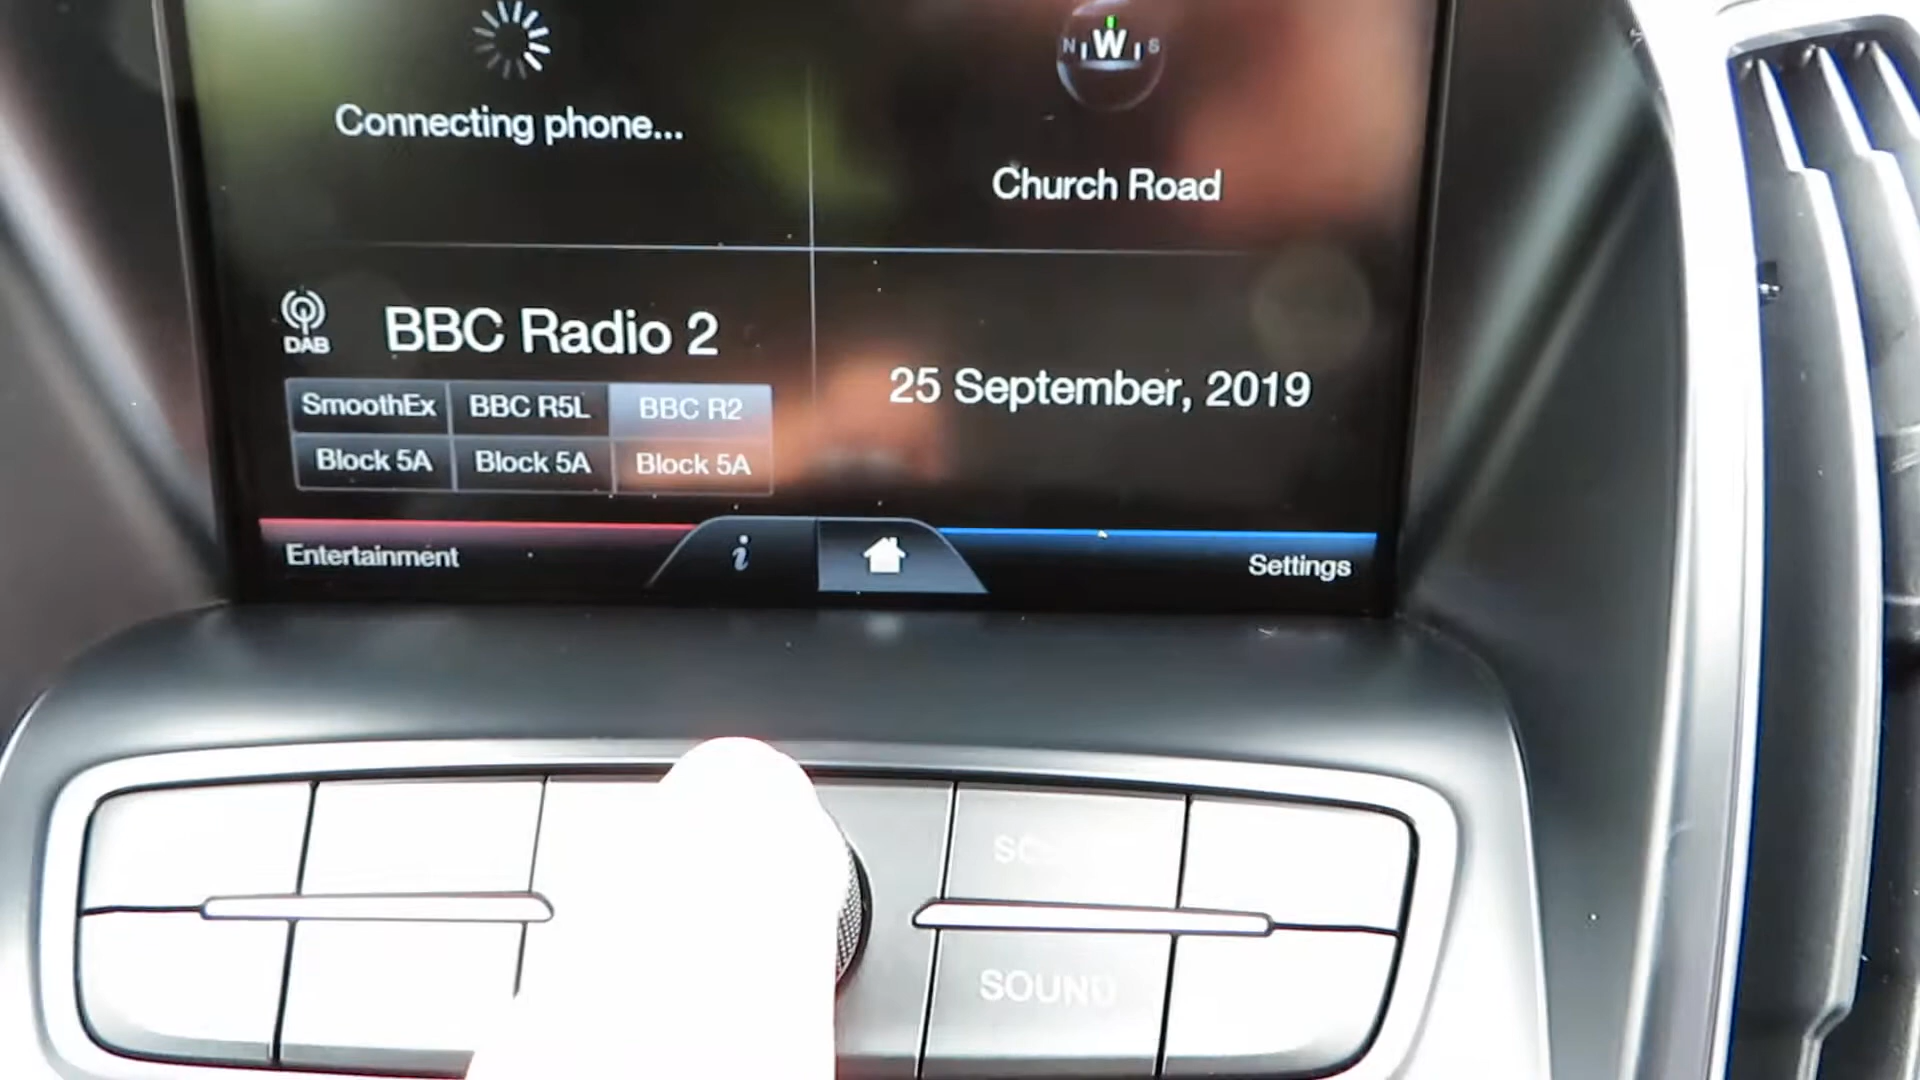 N W S
Connecting phone...
Church Road
DAB
BBC Radio 2
SmoothEx BBC R5L BBC R2
Block 5A Block 5A Block 5A
25 September, 2019
Entertainment
i
Settings
SOUND